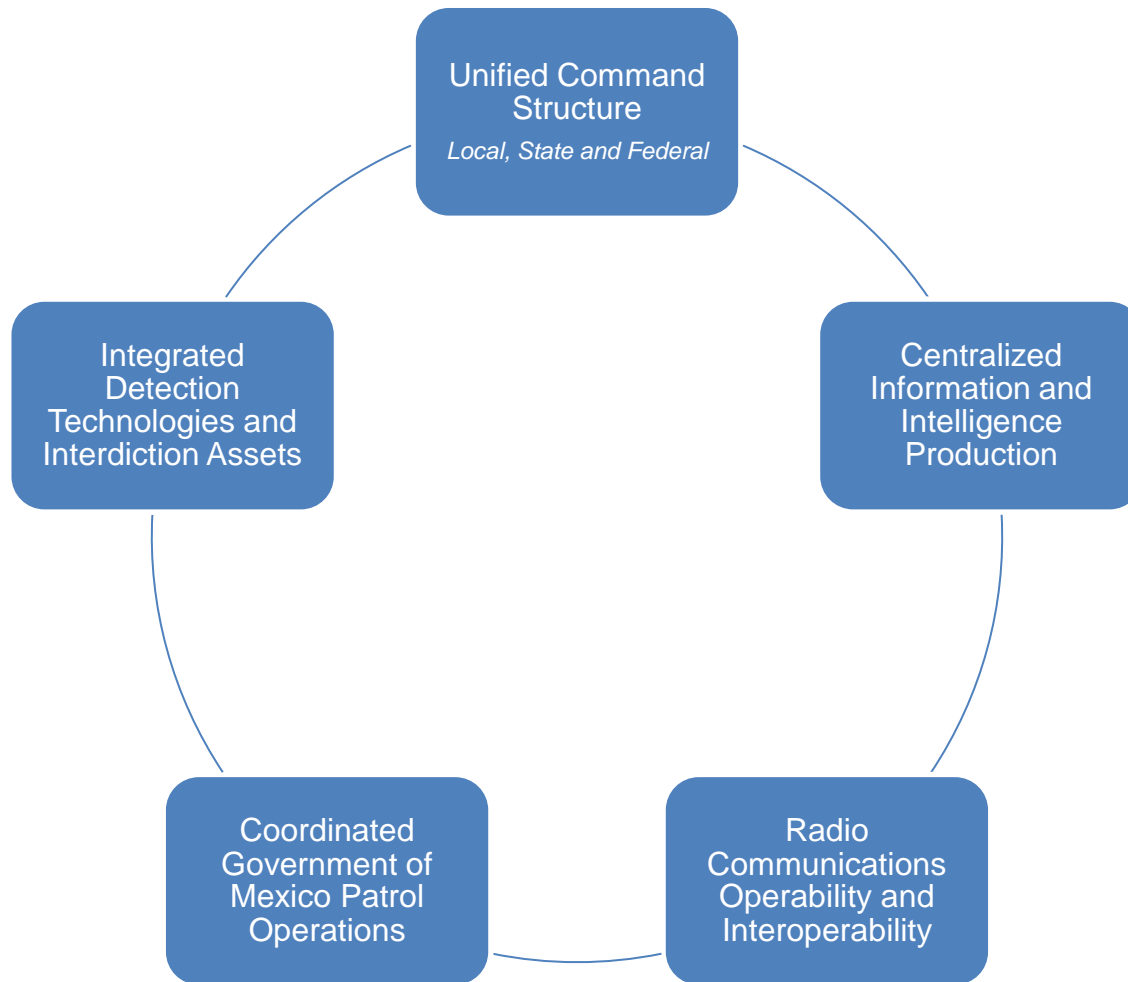 Unified Command
Structure
Local, State and Federal
Centralized
Information and
Intelligence
Production
Radio
Communications
Operability and
Interoperability
Coordinated
Government of
Mexico Patrol
Operations
Integrated
Detection
Technologies and
Interdiction Assets